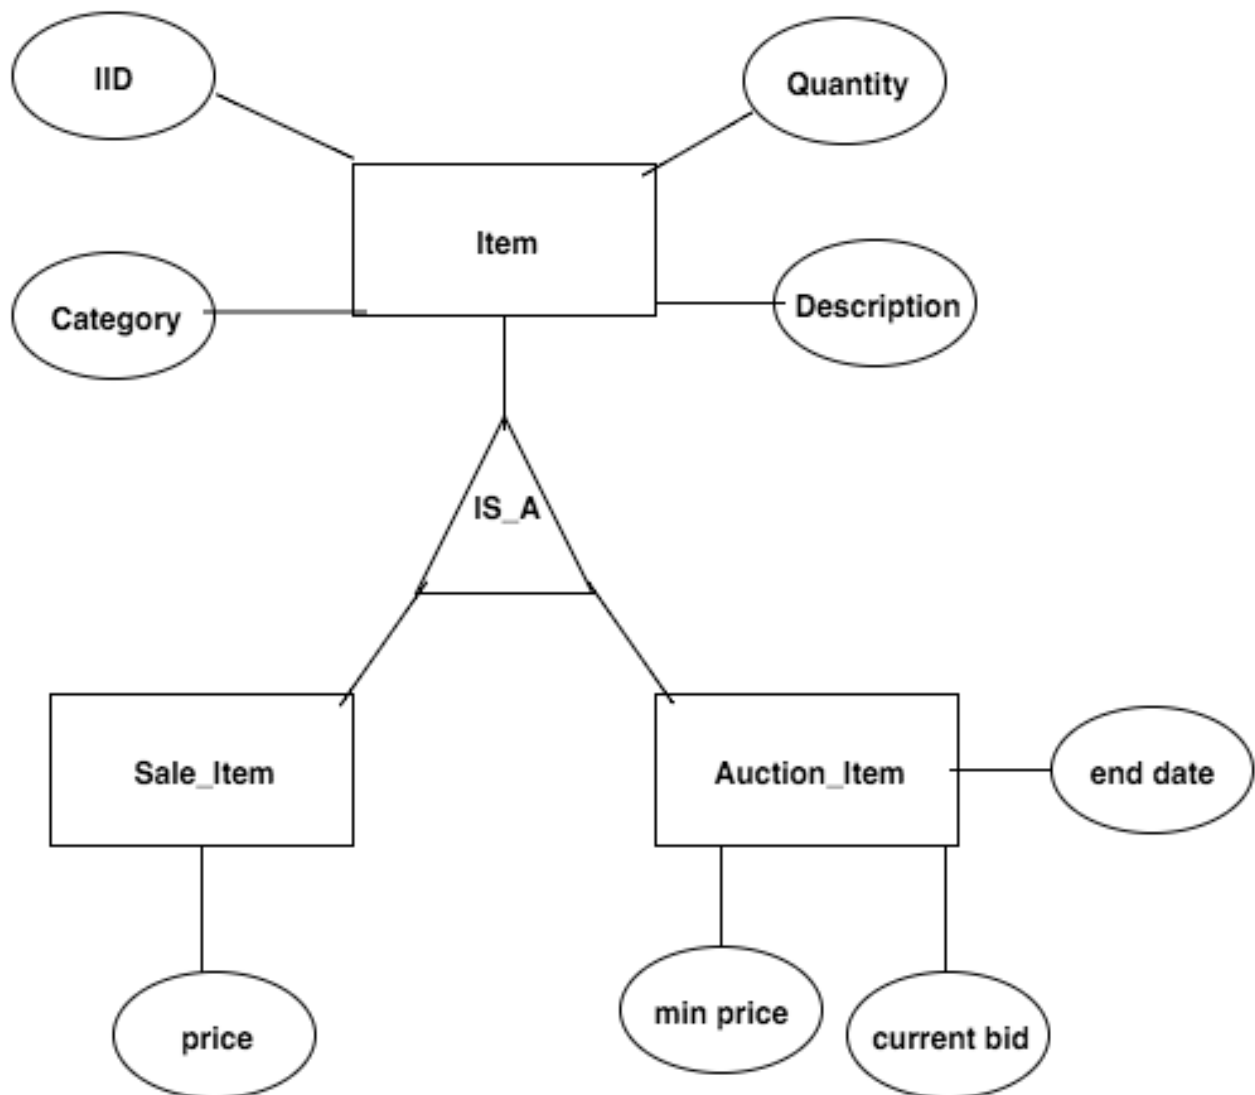 IID
Quantity
Item
Category
Description
IS_A
Sale_Item
Auction_Item
end date
price
min price
current bid